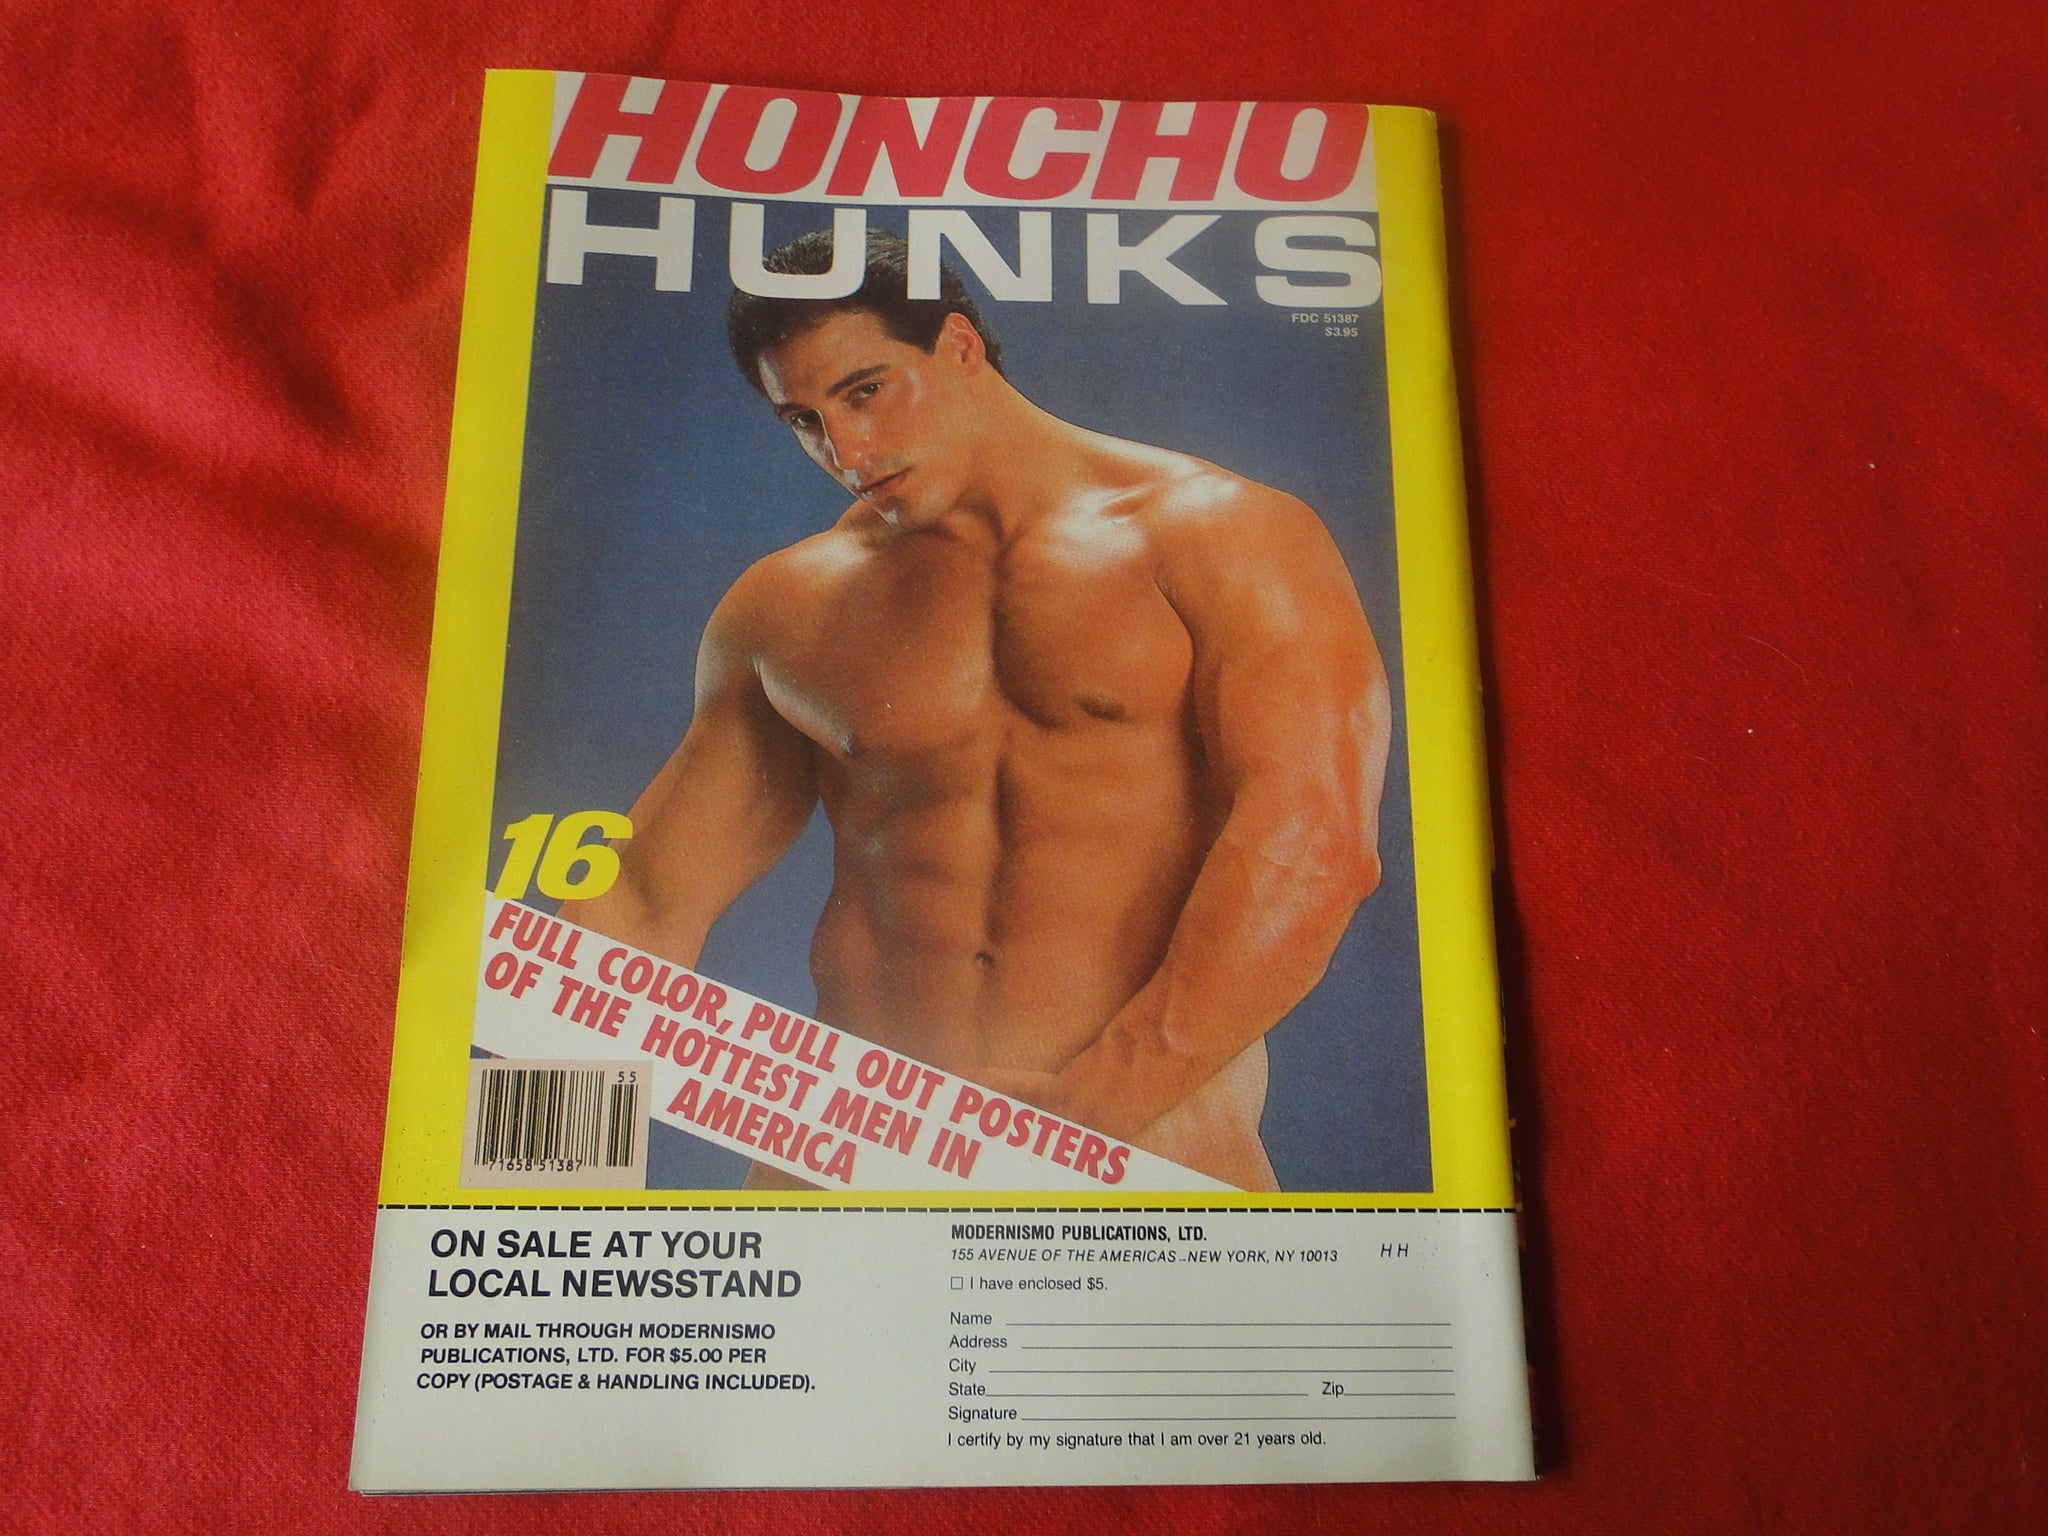 HONCHO
HUNKS
FDC 51387
$3.95
16
FULL COLOR, PULL OUT POSTERS
OF THE HOTTEST MEN IN
AMERICA
55
71658 51387
ON SALE AT YOUR
LOCAL NEWSSTAND
OR BY MAIL THROUGH MODERNISMO
PUBLICATIONS, LTD. FOR $5.00 PER
COPY (POSTAGE & HANDLING INCLUDED).
MODERNISMO PUBLICATIONS, LTD.
155 AVENUE OF THE AMERICAS – NEW YORK, NY 10013 HH
☐ I have enclosed $5.
Name
Address
City
State Zip
Signature
I certify by my signature that I am over 21 years old.